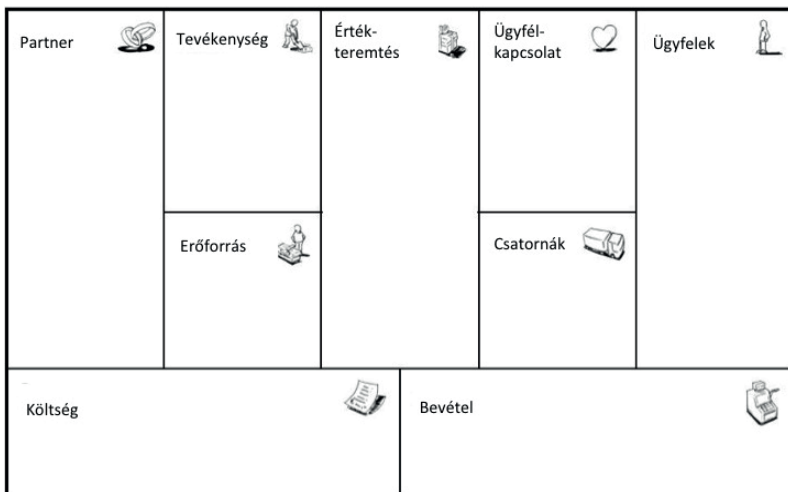 Partner
Tevékenység
Érték-
teremtés
Ügyfél-
kapcsolat
Ügyfelek
Erőforrás
Csatornák
Költség
Bevétel